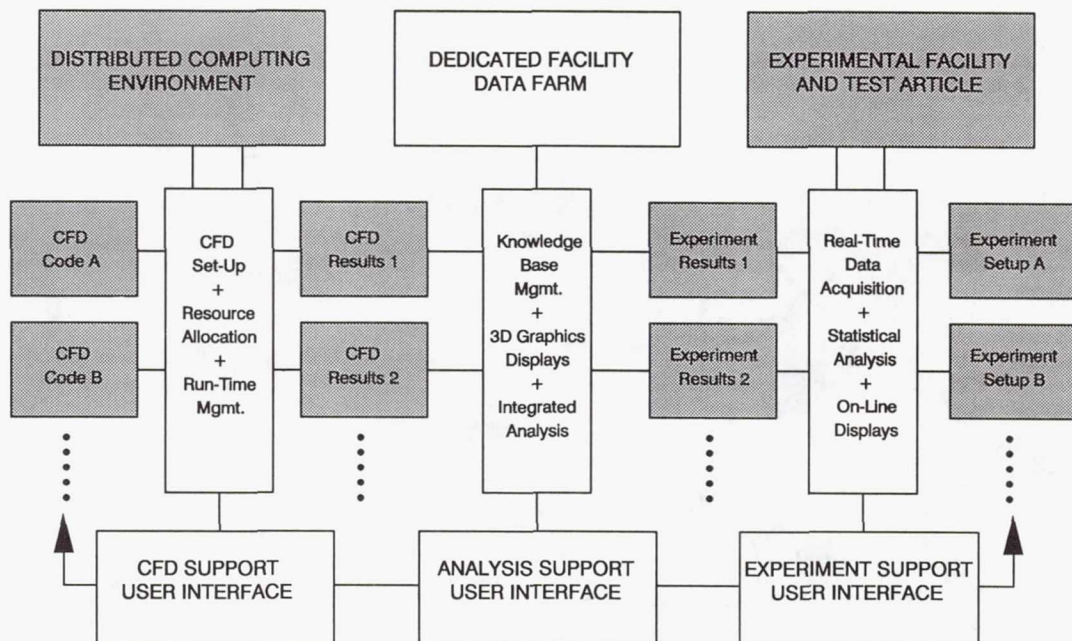 DISTRIBUTED COMPUTING
ENVIRONMENT
DEDICATED FACILITY
DATA FARM
EXPERIMENTAL FACILITY
AND TEST ARTICLE
CFD
Code A
CFD
Code B
CFD
Set-Up
+
Resource
Allocation
+
Run-Time
Mgmt.
CFD
Results 1
CFD
Results 2
Knowledge
Base
Mgmt.
+
3D Graphics
Displays
+
Integrated
Analysis
Experiment
Results 1
Experiment
Results 2
Real-Time
Data
Acquisition
+
Statistical
Analysis
+
On-Line
Displays
Experiment
Setup A
Experiment
Setup B
CFD SUPPORT
USER INTERFACE
ANALYSIS SUPPORT
USER INTERFACE
EXPERIMENT SUPPORT
USER INTERFACE